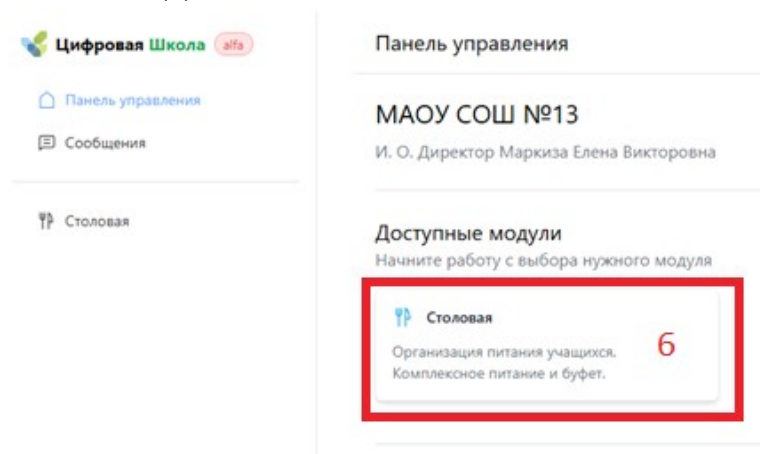 Цифровая Школа alfa
Панель управления
Сообщения
Столовая
Панель управления
МАОУ СОШ №13
И. О. Директор Маркиза Елена Викторовна
Доступные модули
Начните работу с выбора нужного модуля
Столовая
Организация питания учащихся.
Комплексное питание и буфет.
6